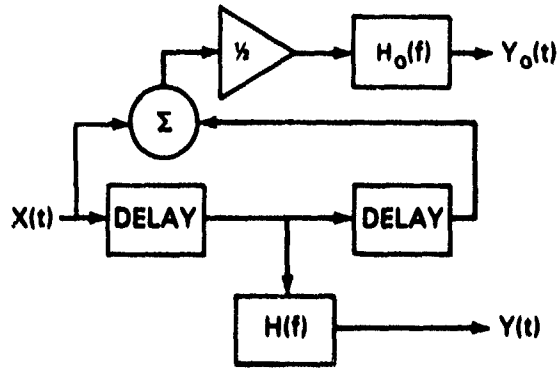 ½ H₀(f) Y₀(t)
Σ
X(t) DELAY DELAY
H(f) Y(t)